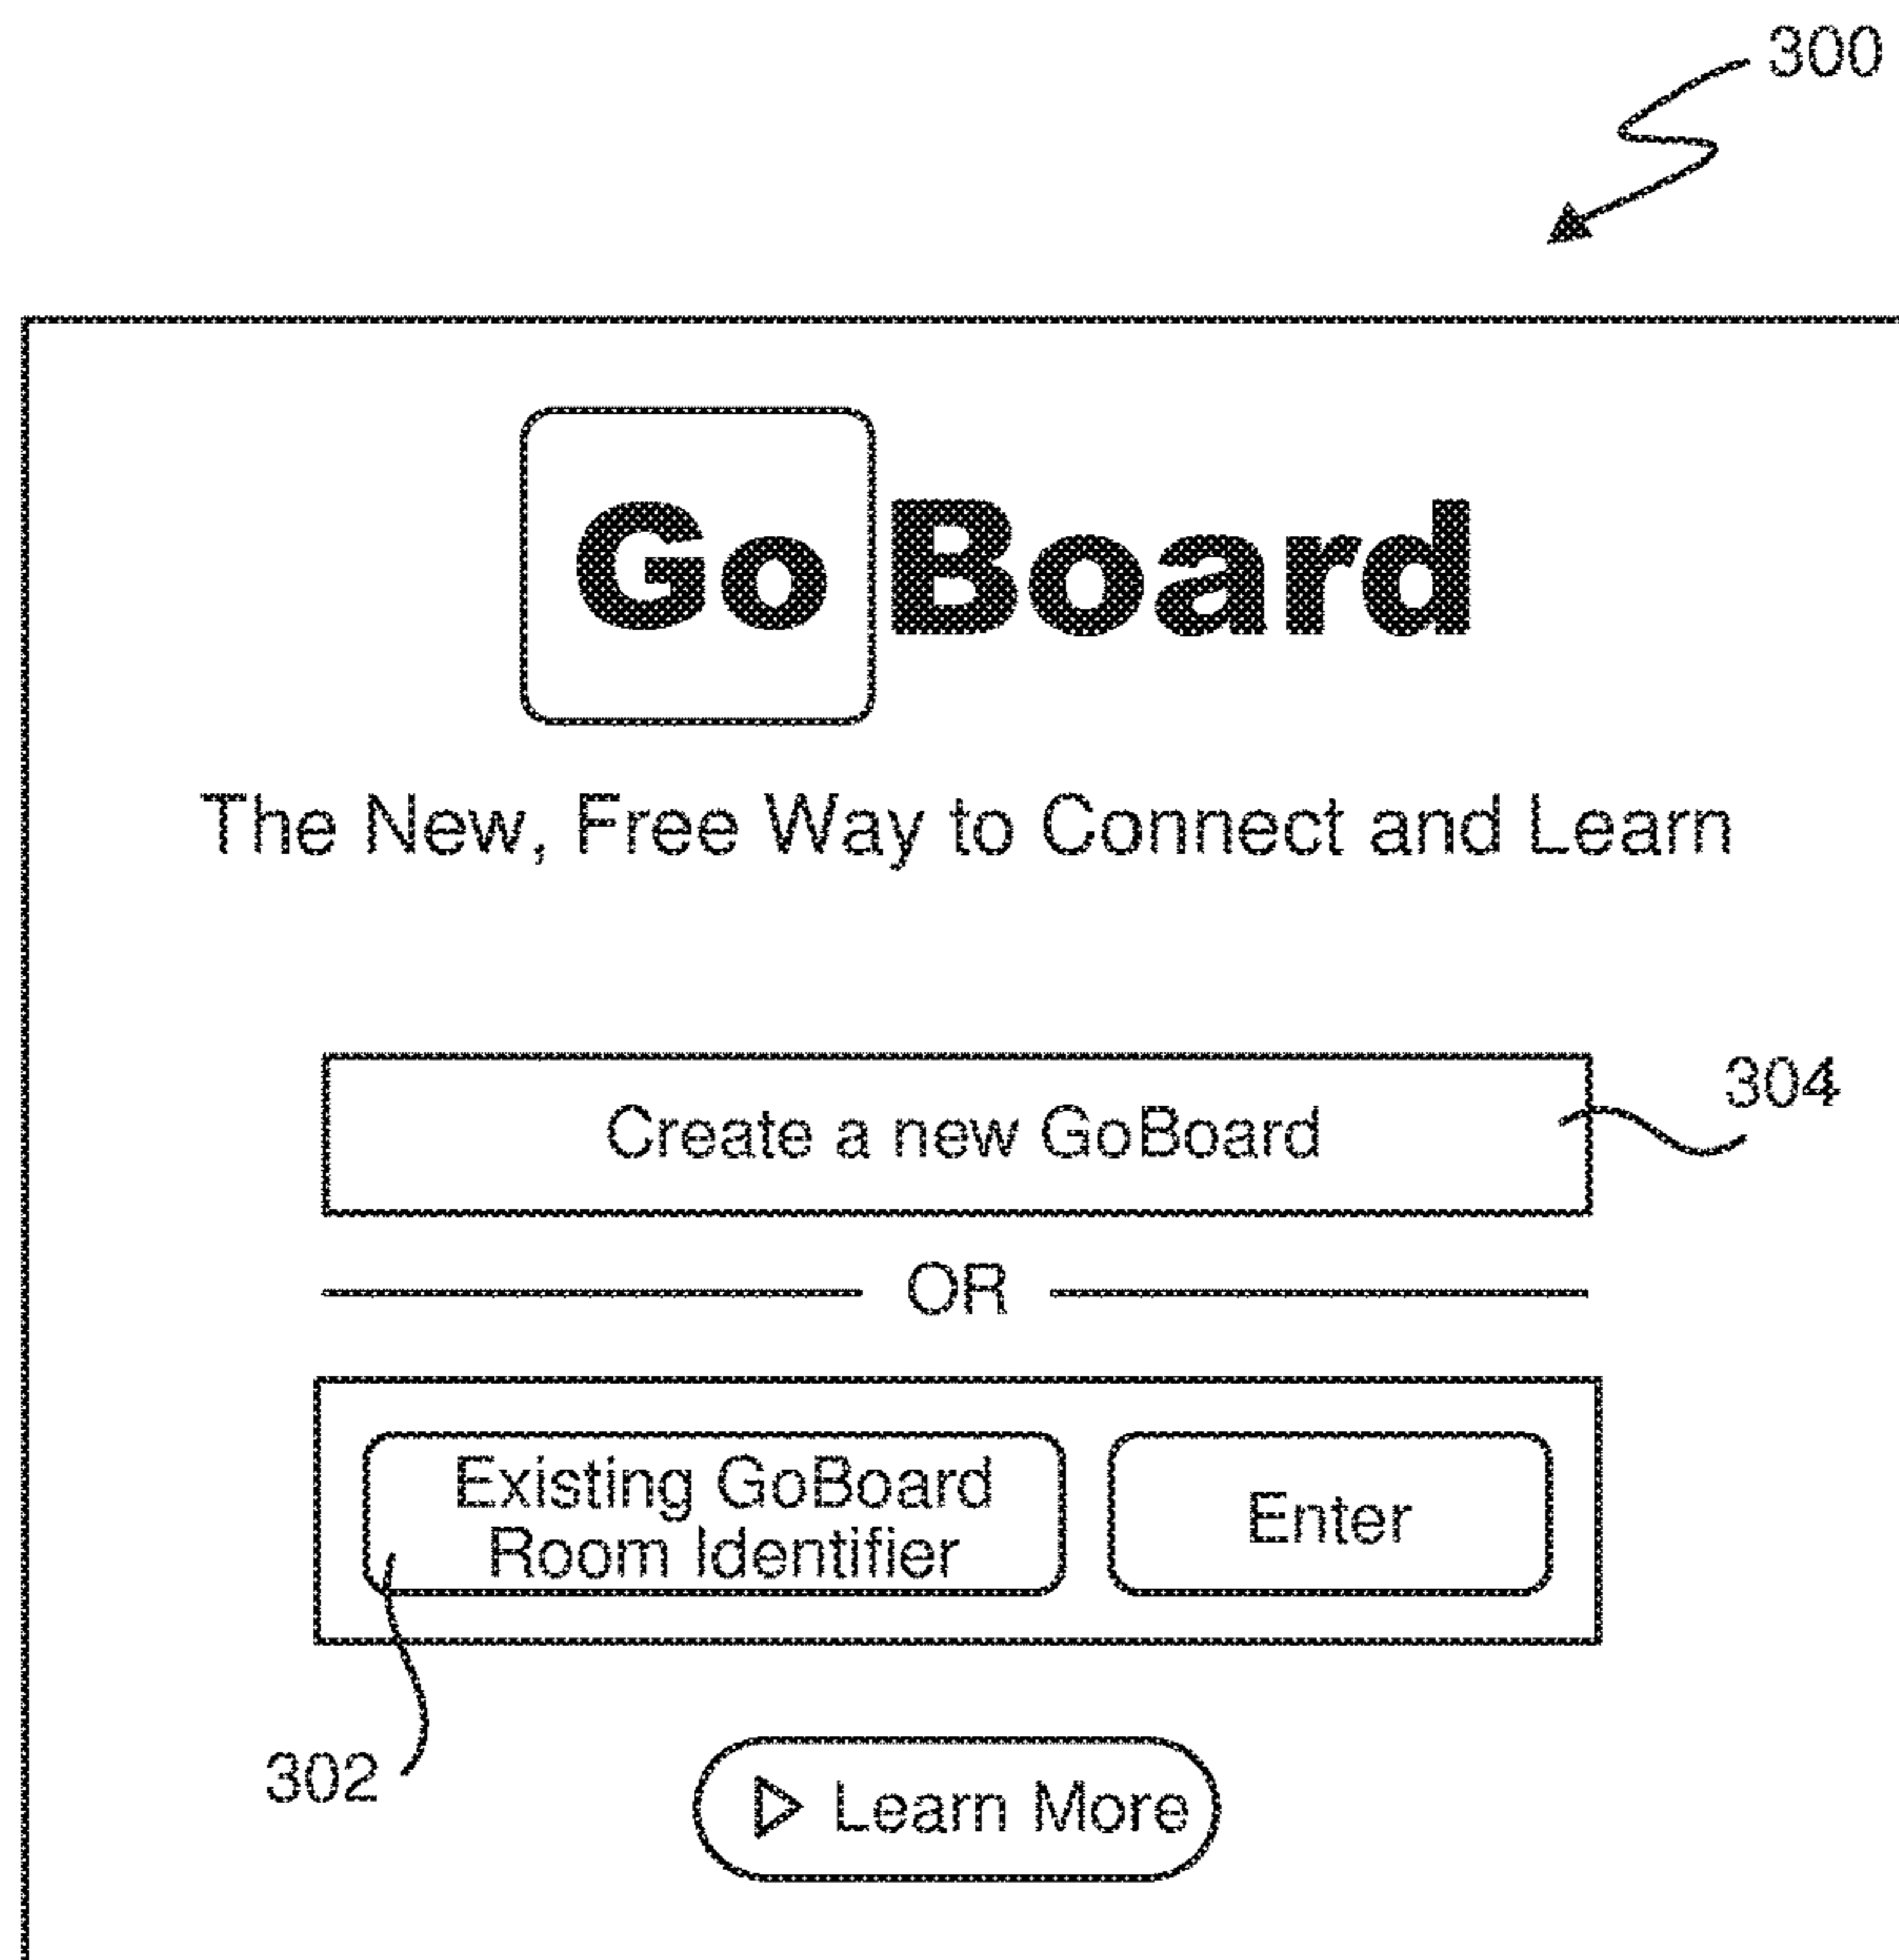 300
Go Board
The New, Free Way to Connect and Learn
Create a new GoBoard
304
OR
Existing GoBoard
Room Identifier
Enter
302
Learn More